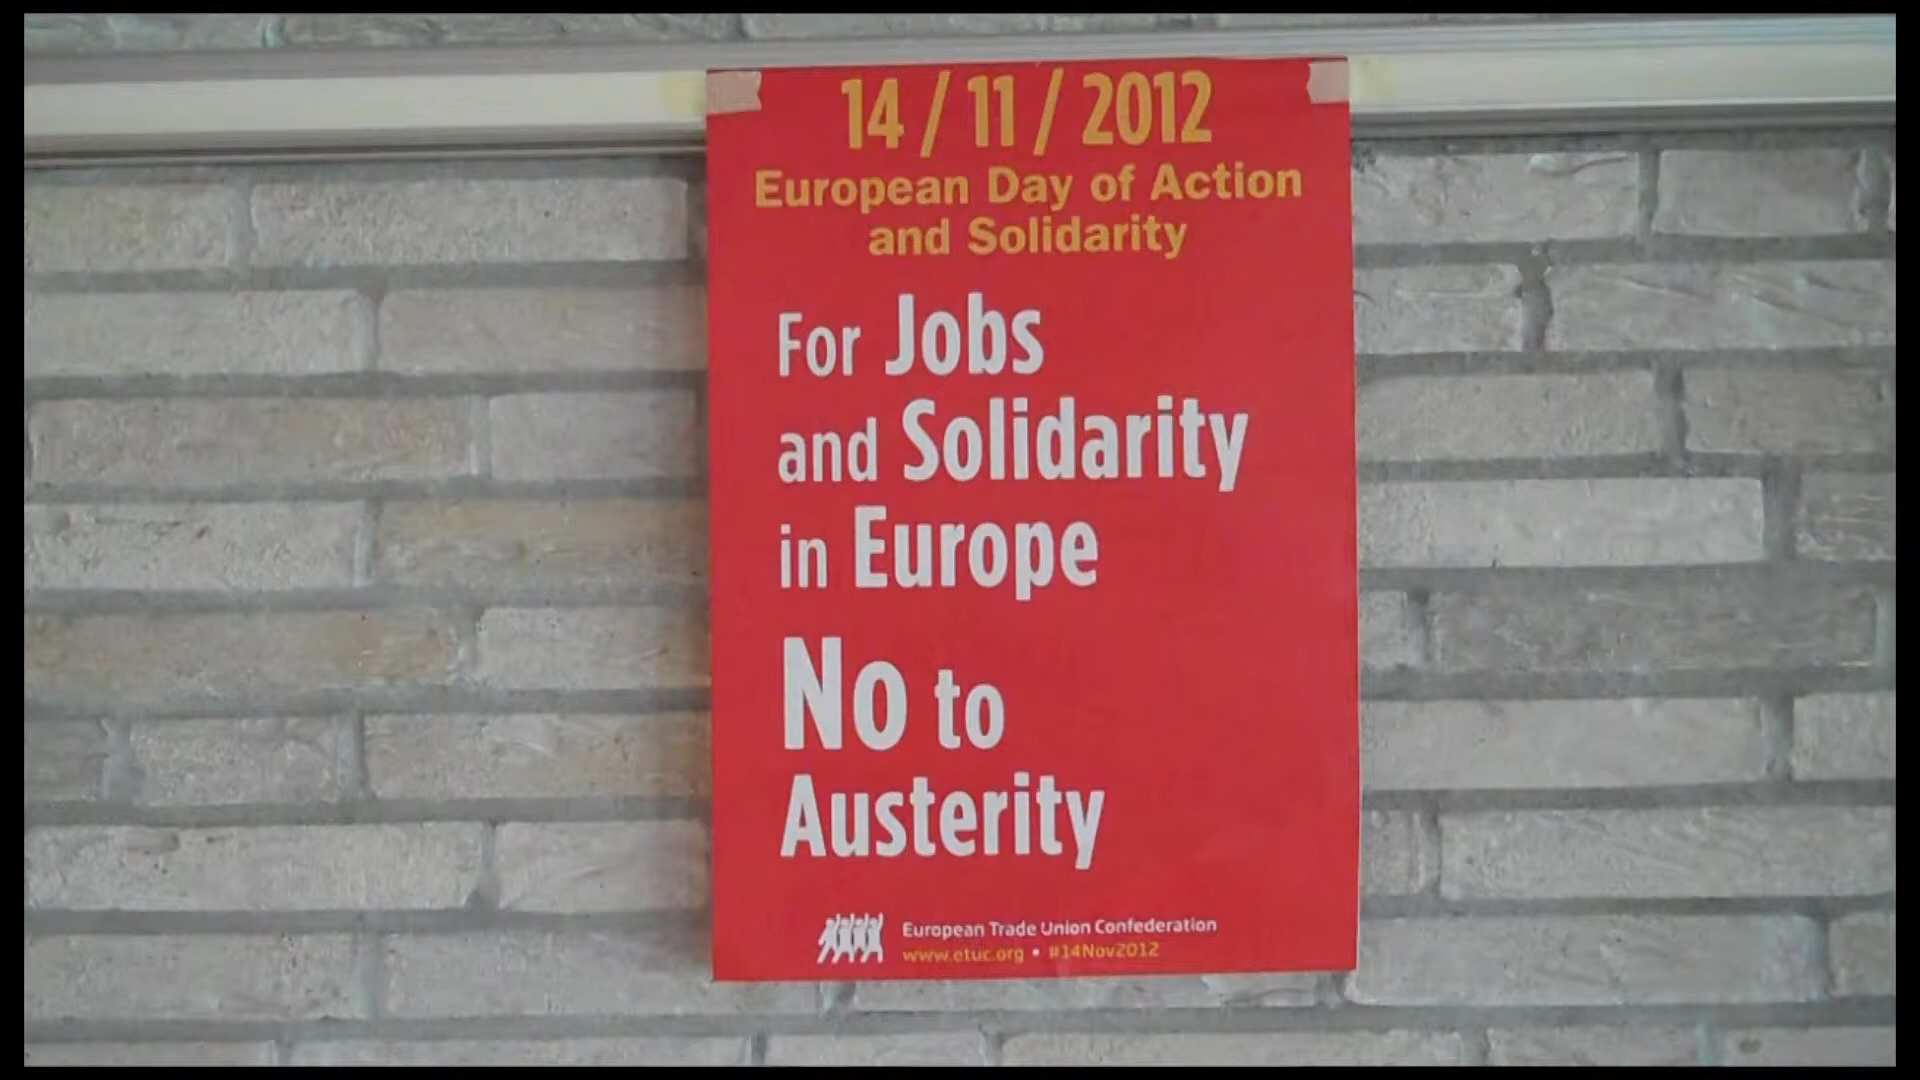 14 / 11 / 2012
European Day of Action
and Solidarity
For Jobs
and Solidarity
in Europe
No to
Austerity
European Trade Union Confederation
www.etuc.org • #14Nov2012